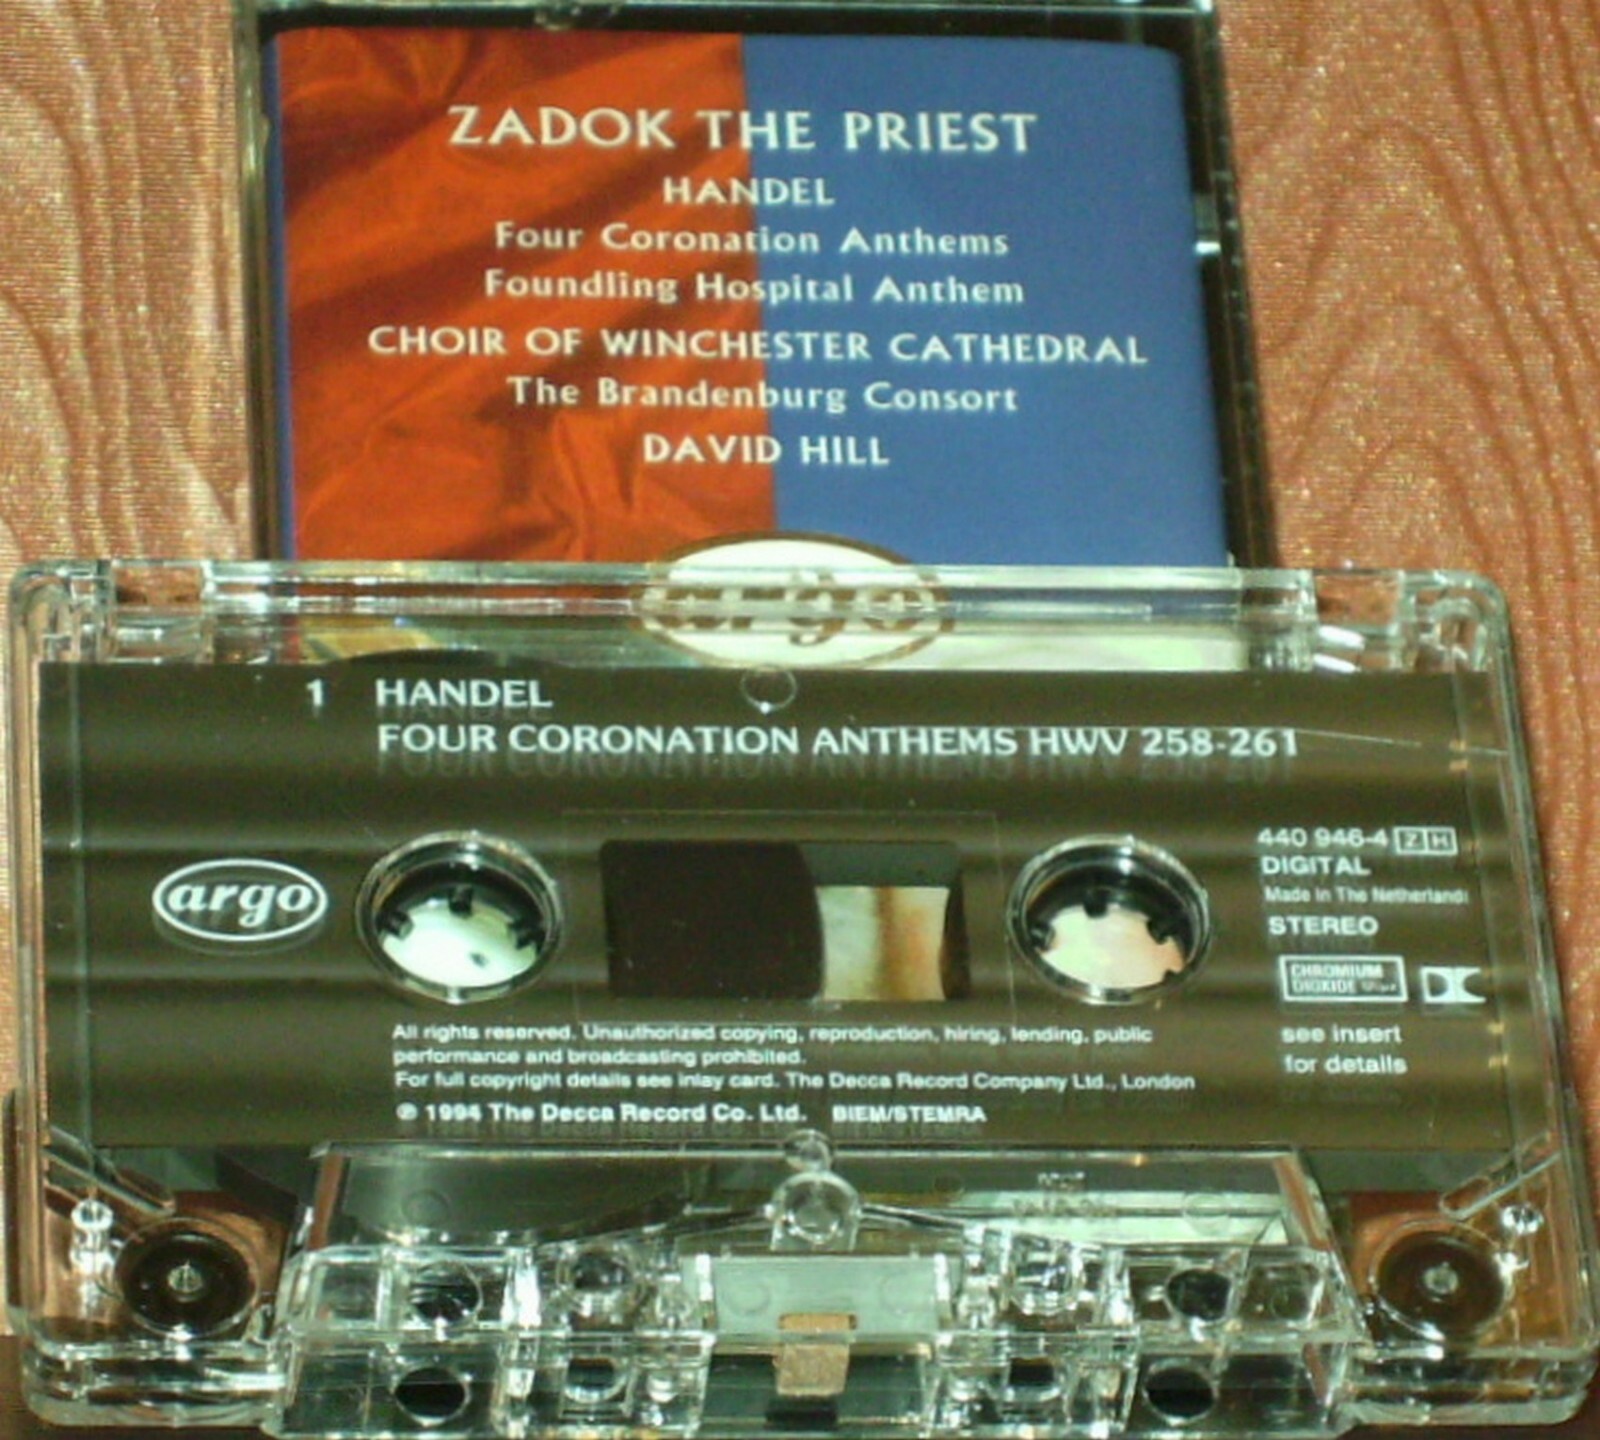 ZADOK THE PRIEST
HANDEL
Four Coronation Anthems
Foundling Hospital Anthem
CHOIR OF WINCHESTER CATHEDRAL
The Brandenburg Consort
DAVID HILL
argo
1 HANDEL
FOUR CORONATION ANTHEMS HWV 258-261
argo
440 946-4 ZH
DIGITAL
Made in The Netherlands
STEREO
CHROMIUM
DIOXIDE
see insert
for details
All rights reserved. Unauthorized copying, reproduction, hiring, lending, public
performance and broadcasting prohibited.
For full copyright details see inlay card. The Decca Record Company Ltd., London
℗ 1994 The Decca Record Co. Ltd. BIEM/STEMRA